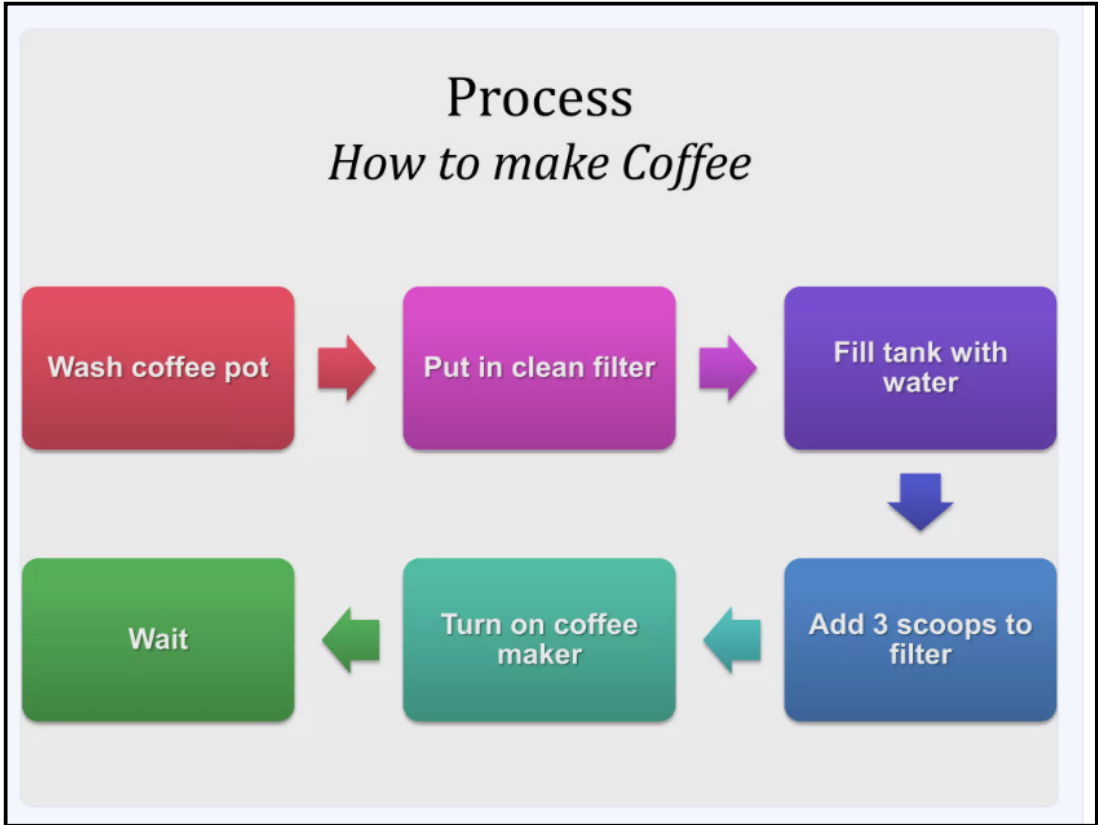 Process
How to make Coffee
Wash coffee pot
Put in clean filter
Fill tank with
water
Add 3 scoops to
filter
Turn on coffee
maker
Wait